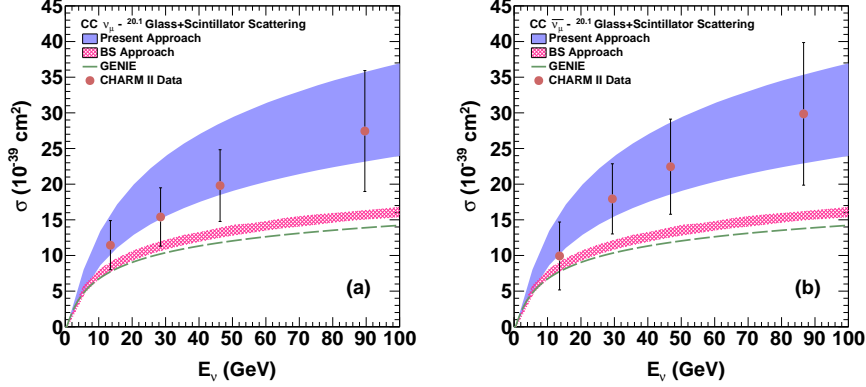 CC ν_μ - ^20.1 Glass+Scintillator Scattering
Present Approach
BS Approach
GENIE
CHARM II Data
σ (10^-39 cm²)
45
40
35
30
25
20
15
10
5
0
(a)
0 10 20 30 40 50 60 70 80 90 100
E_ν (GeV)
CC ν̅_μ - ^20.1 Glass+Scintillator Scattering
Present Approach
BS Approach
GENIE
CHARM II Data
σ (10^-39 cm²)
45
40
35
30
25
20
15
10
5
0
(b)
0 10 20 30 40 50 60 70 80 90 100
E_ν (GeV)